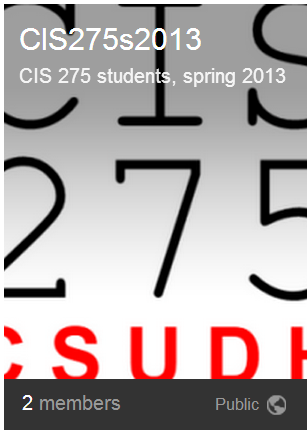 CIS275s2013
CIS 275 students, spring 2013
CIS
275
CSUDH
2 members
Public